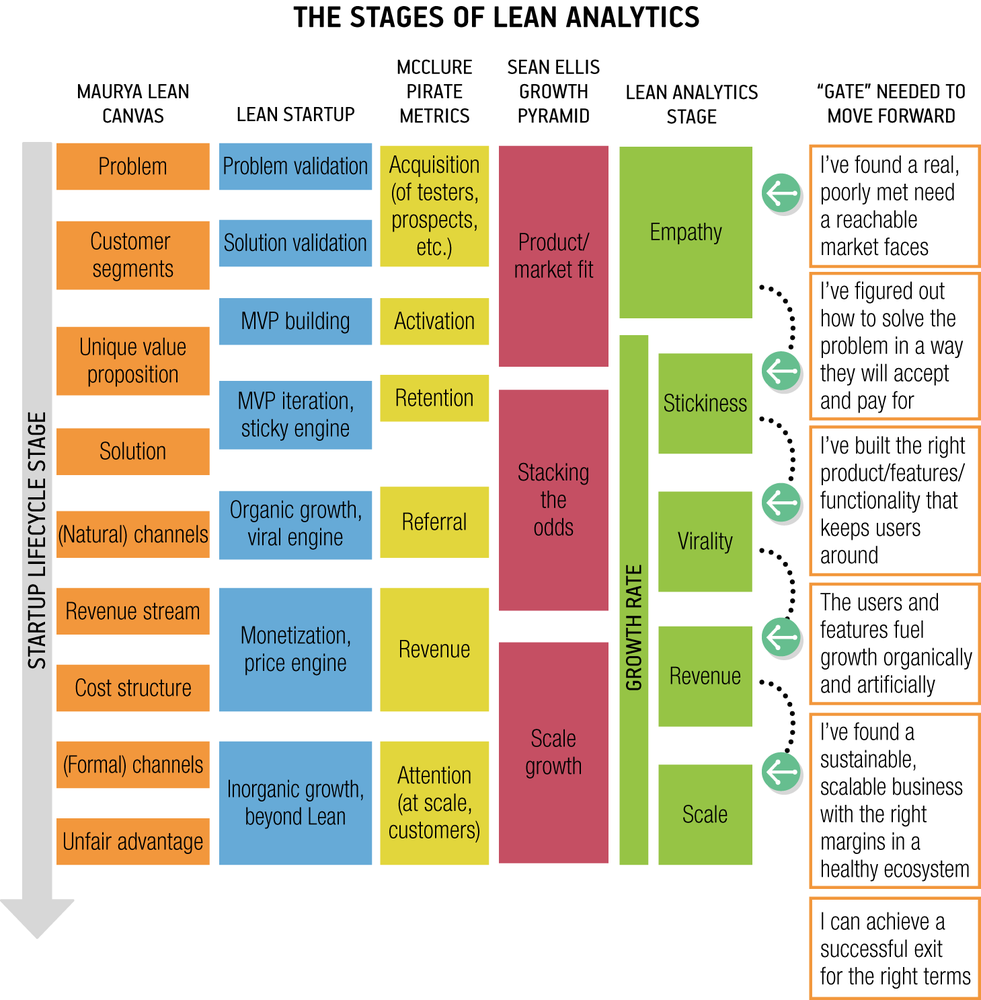 THE STAGES OF LEAN ANALYTICS
MAURYA LEAN
CANVAS
LEAN STARTUP
MCCLURE
PIRATE
METRICS
SEAN ELLIS
GROWTH
PYRAMID
LEAN ANALYTICS
STAGE
“GATE” NEEDED TO
MOVE FORWARD
STARTUP LIFECYCLE STAGE
Problem
Customer
segments
Unique value
proposition
Solution
(Natural) channels
Revenue stream
Cost structure
(Formal) channels
Unfair advantage
Problem validation
Solution validation
MVP building
MVP iteration,
sticky engine
Organic growth,
viral engine
Monetization,
price engine
Inorganic growth,
beyond Lean
Acquisition
(of testers,
prospects,
etc.)
Activation
Retention
Referral
Revenue
Attention
(at scale,
customers)
Product/
market fit
Stacking
the
odds
Scale
growth
Empathy
GROWTH RATE
Stickiness
Virality
Revenue
Scale
I’ve found a real,
poorly met need
a reachable
market faces
I’ve figured out
how to solve the
problem in a way
they will accept
and pay for
I’ve built the right
product/features/
functionality that
keeps users
around
The users and
features fuel
growth organically
and artificially
I’ve found a
sustainable,
scalable business
with the right
margins in a
healthy ecosystem
I can achieve a
successful exit
for the right terms